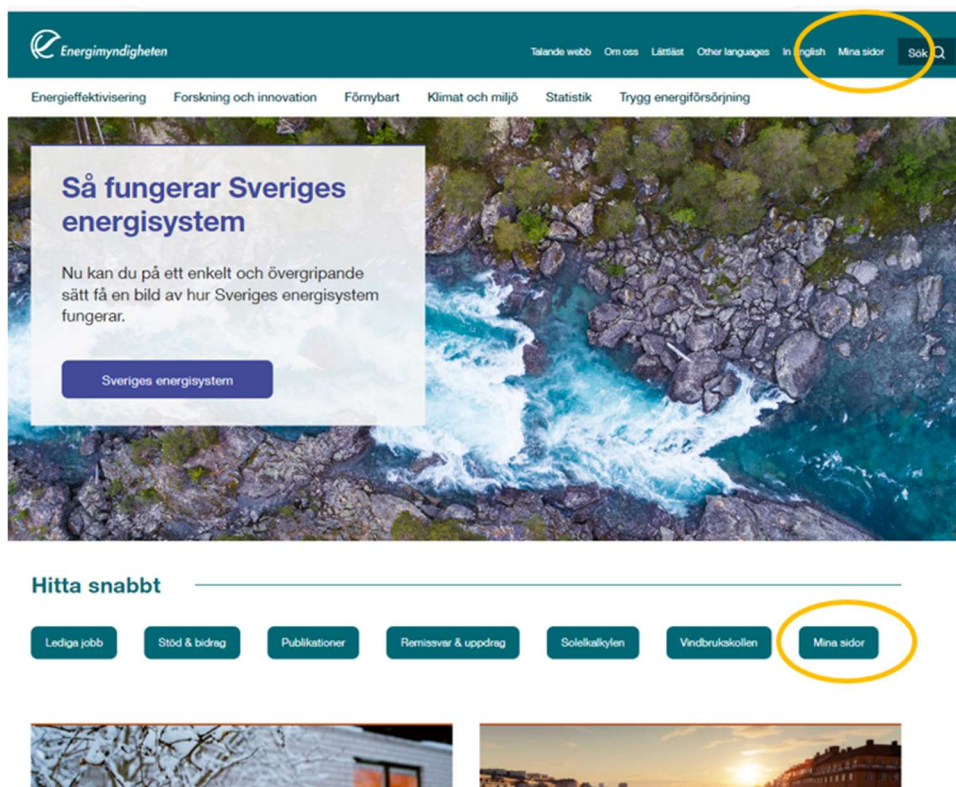 Energimyndigheten
Talande webb Om oss Lättläst Other languages In English Mina sidor Sök
Energieffektivisering Forskning och innovation Förnybart Klimat och miljö Statistik Trygg energiförsörjning
Så fungerar Sveriges
energisystem
Nu kan du på ett enkelt och övergripande
sätt få en bild av hur Sveriges energisystem
fungerar.
Sveriges energisystem
Hitta snabbt
Lediga jobb Stöd & bidrag Publikationer Remissvar & uppdrag Solelkalkylen Vindbrukskollen Mina sidor